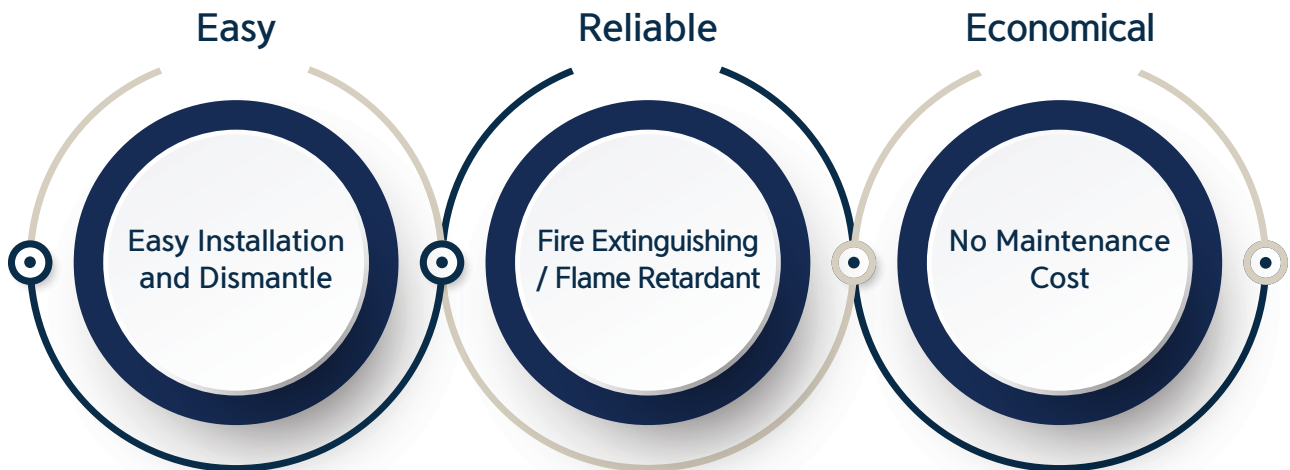 Easy
Reliable
Economical
Easy Installation
and Dismantle
Fire Extinguishing
/ Flame Retardant
No Maintenance
Cost